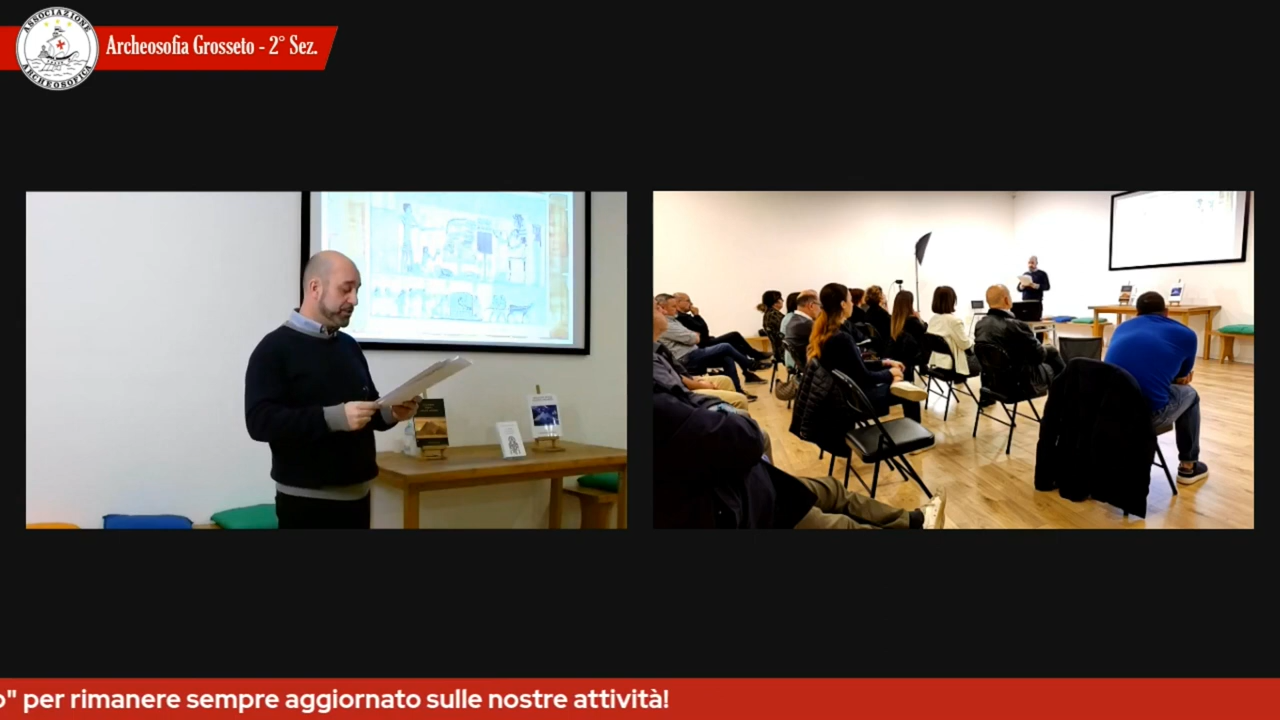 ASSOCIAZIONE
ARCHEOSOFICA
Archeosofia Grosseto - 2° Sez.
o" per rimanere sempre aggiornato sulle nostre attività!